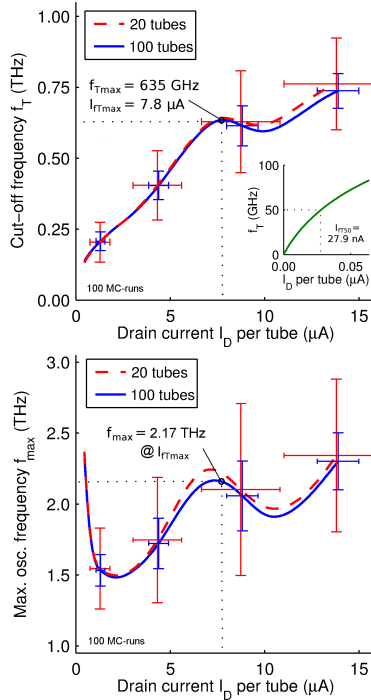 20 tubes
100 tubes
f_Tmax = 635 GHz
I_fTmax = 7.8 µA
Cut−off frequency f_T (THz)
1.00
0.75
0.50
0.25
0.00
100 MC-runs
0
5
10
15
Drain current I_D per tube (µA)
f_T (GHz)
100
50
0
I_fT50 =
27.9 nA
0.00
0.05
I_D per tube (µA)
20 tubes
100 tubes
f_max = 2.17 THz
@ I_fTmax
Max. osc. frequency f_max (THz)
3.0
2.5
2.0
1.5
1.0
100 MC-runs
0
5
10
15
Drain current I_D per tube (µA)